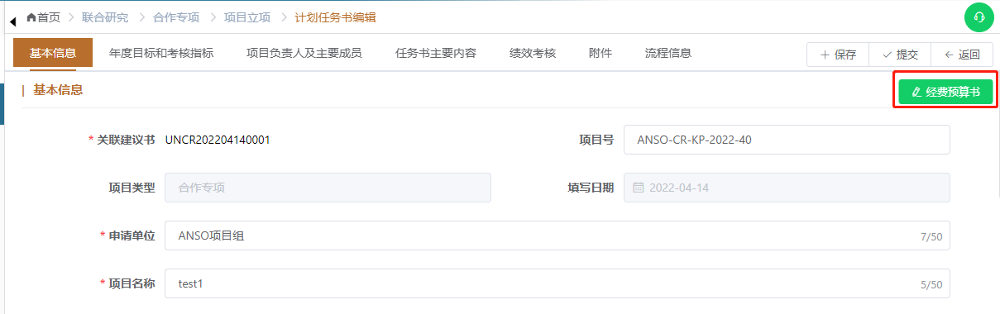 首页 > 联合研究 > 合作专项 > 项目立项 > 计划任务书编辑
基本信息 年度目标和考核指标 项目负责人及主要成员 任务书主要内容 绩效考核 附件 流程信息 保存 提交 返回
基本信息 经费预算书
* 关联建议书 UNCR202204140001 项目号 ANSO-CR-KP-2022-40
项目类型 合作专项 填写日期 2022-04-14
* 申请单位 ANSO项目组 7/50
* 项目名称 test1 5/50